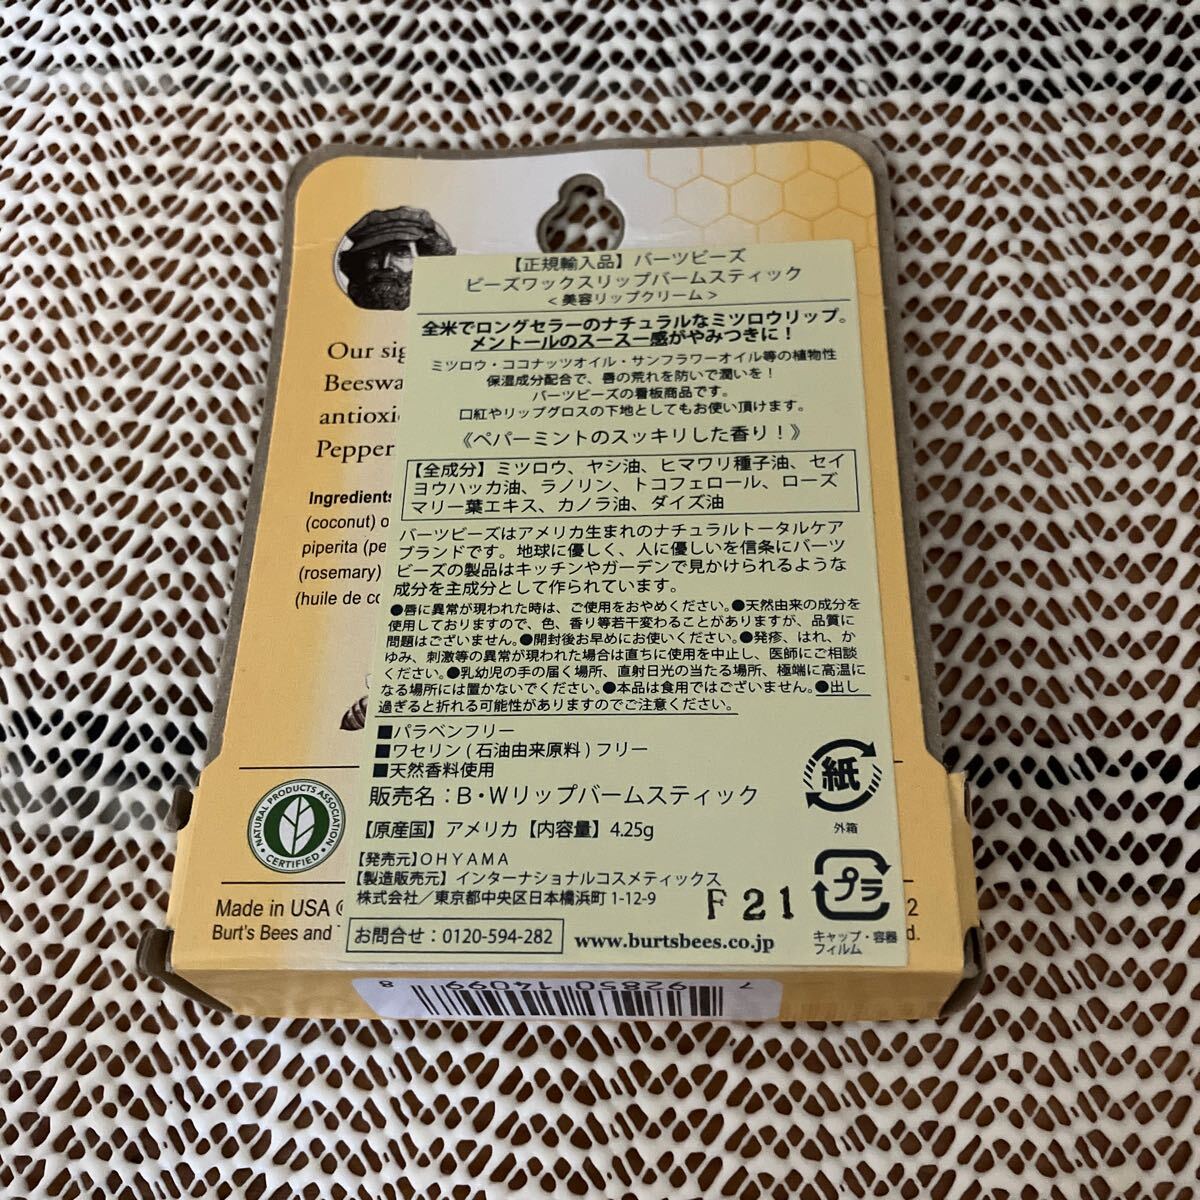 【正規輸入品】バーツビーズ
ビーズワックスリップバームスティック
＜美容リップクリーム＞
全米でロングセラーのナチュラルなミツロウリップ。
メントールのスースー感がやみつきに！
ミツロウ・ココナッツオイル・サンフラワーオイル等の植物性
保湿成分配合で、唇の荒れを防いで潤いを！
バーツビーズの看板商品です。
口紅やリップグロスの下地としてもお使い頂けます。
《ペパーミントのスッキリした香り！》
【全成分】ミツロウ、ヤシ油、ヒマワリ種子油、セイ
ヨウハッカ油、ラノリン、トコフェロール、ローズ
マリー葉エキス、カノラ油、ダイズ油
バーツビーズはアメリカ生まれのナチュラルトータルケア
ブランドです。地球に優しく、人に優しいを信条にバーツ
ビーズの製品はキッチンやガーデンで見かけられるような
成分を主成分として作られています。
●唇に異常が現われた時は、ご使用をおやめください。●天然由来の成分を
使用しておりますので、色、香り等若干変わることがありますが、品質に
問題はございません。●開封後お早めにお使いください。●発疹、はれ、か
ゆみ、刺激等の異常が現われた場合は直ちに使用を中止し、医師にご相談
ください。●乳幼児の手の届く場所、直射日光の当たる場所、極端に高温に
なる場所には置かないでください。●本品は食用ではございません。●出し
過ぎると折れる可能性がありますのでご注意ください。
■パラベンフリー
■ワセリン(石油由来原料)フリー
■天然香料使用
販売名：B・Wリップバームスティック
【原産国】アメリカ【内容量】4.25g
【発売元】OHYAMA
【製造販売元】インターナショナルコスメティックス
株式会社／東京都中央区日本橋浜町 1-12-9
お問合せ：0120-594-282
www.burtsbees.co.jp
F21
紙
外箱
プラ
キャップ・容器
フィルム
Our sig
Beeswa
antioxi
Pepper
Ingredients
(coconut) o
piperita (pe
(rosemary)
(huile de co
NATURAL PRODUCTS ASSOCIATION
• CERTIFIED •
Made in USA ©
Burt's Bees and
2
d.
7 92850 14099 8